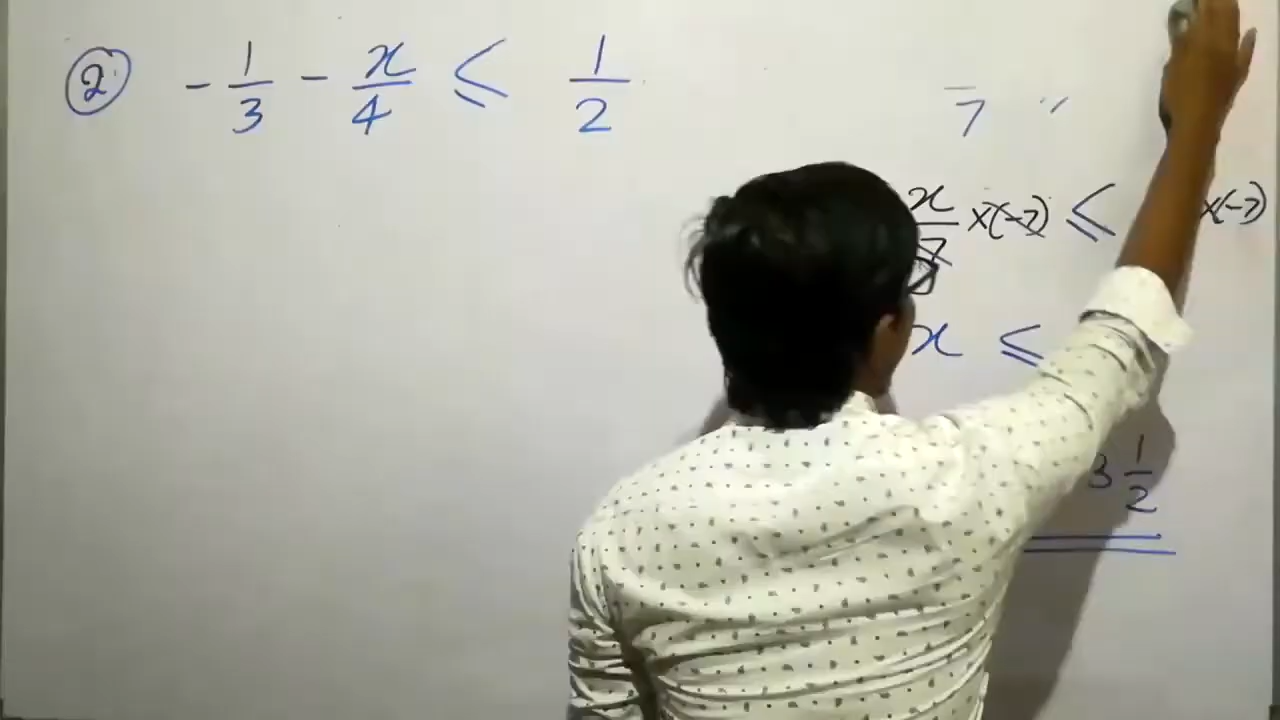 ② -1/3 - x/4 ≤ 1/2
7
x/7 ×(-7) ≤ ×(-7)
x ≤
3 1/2